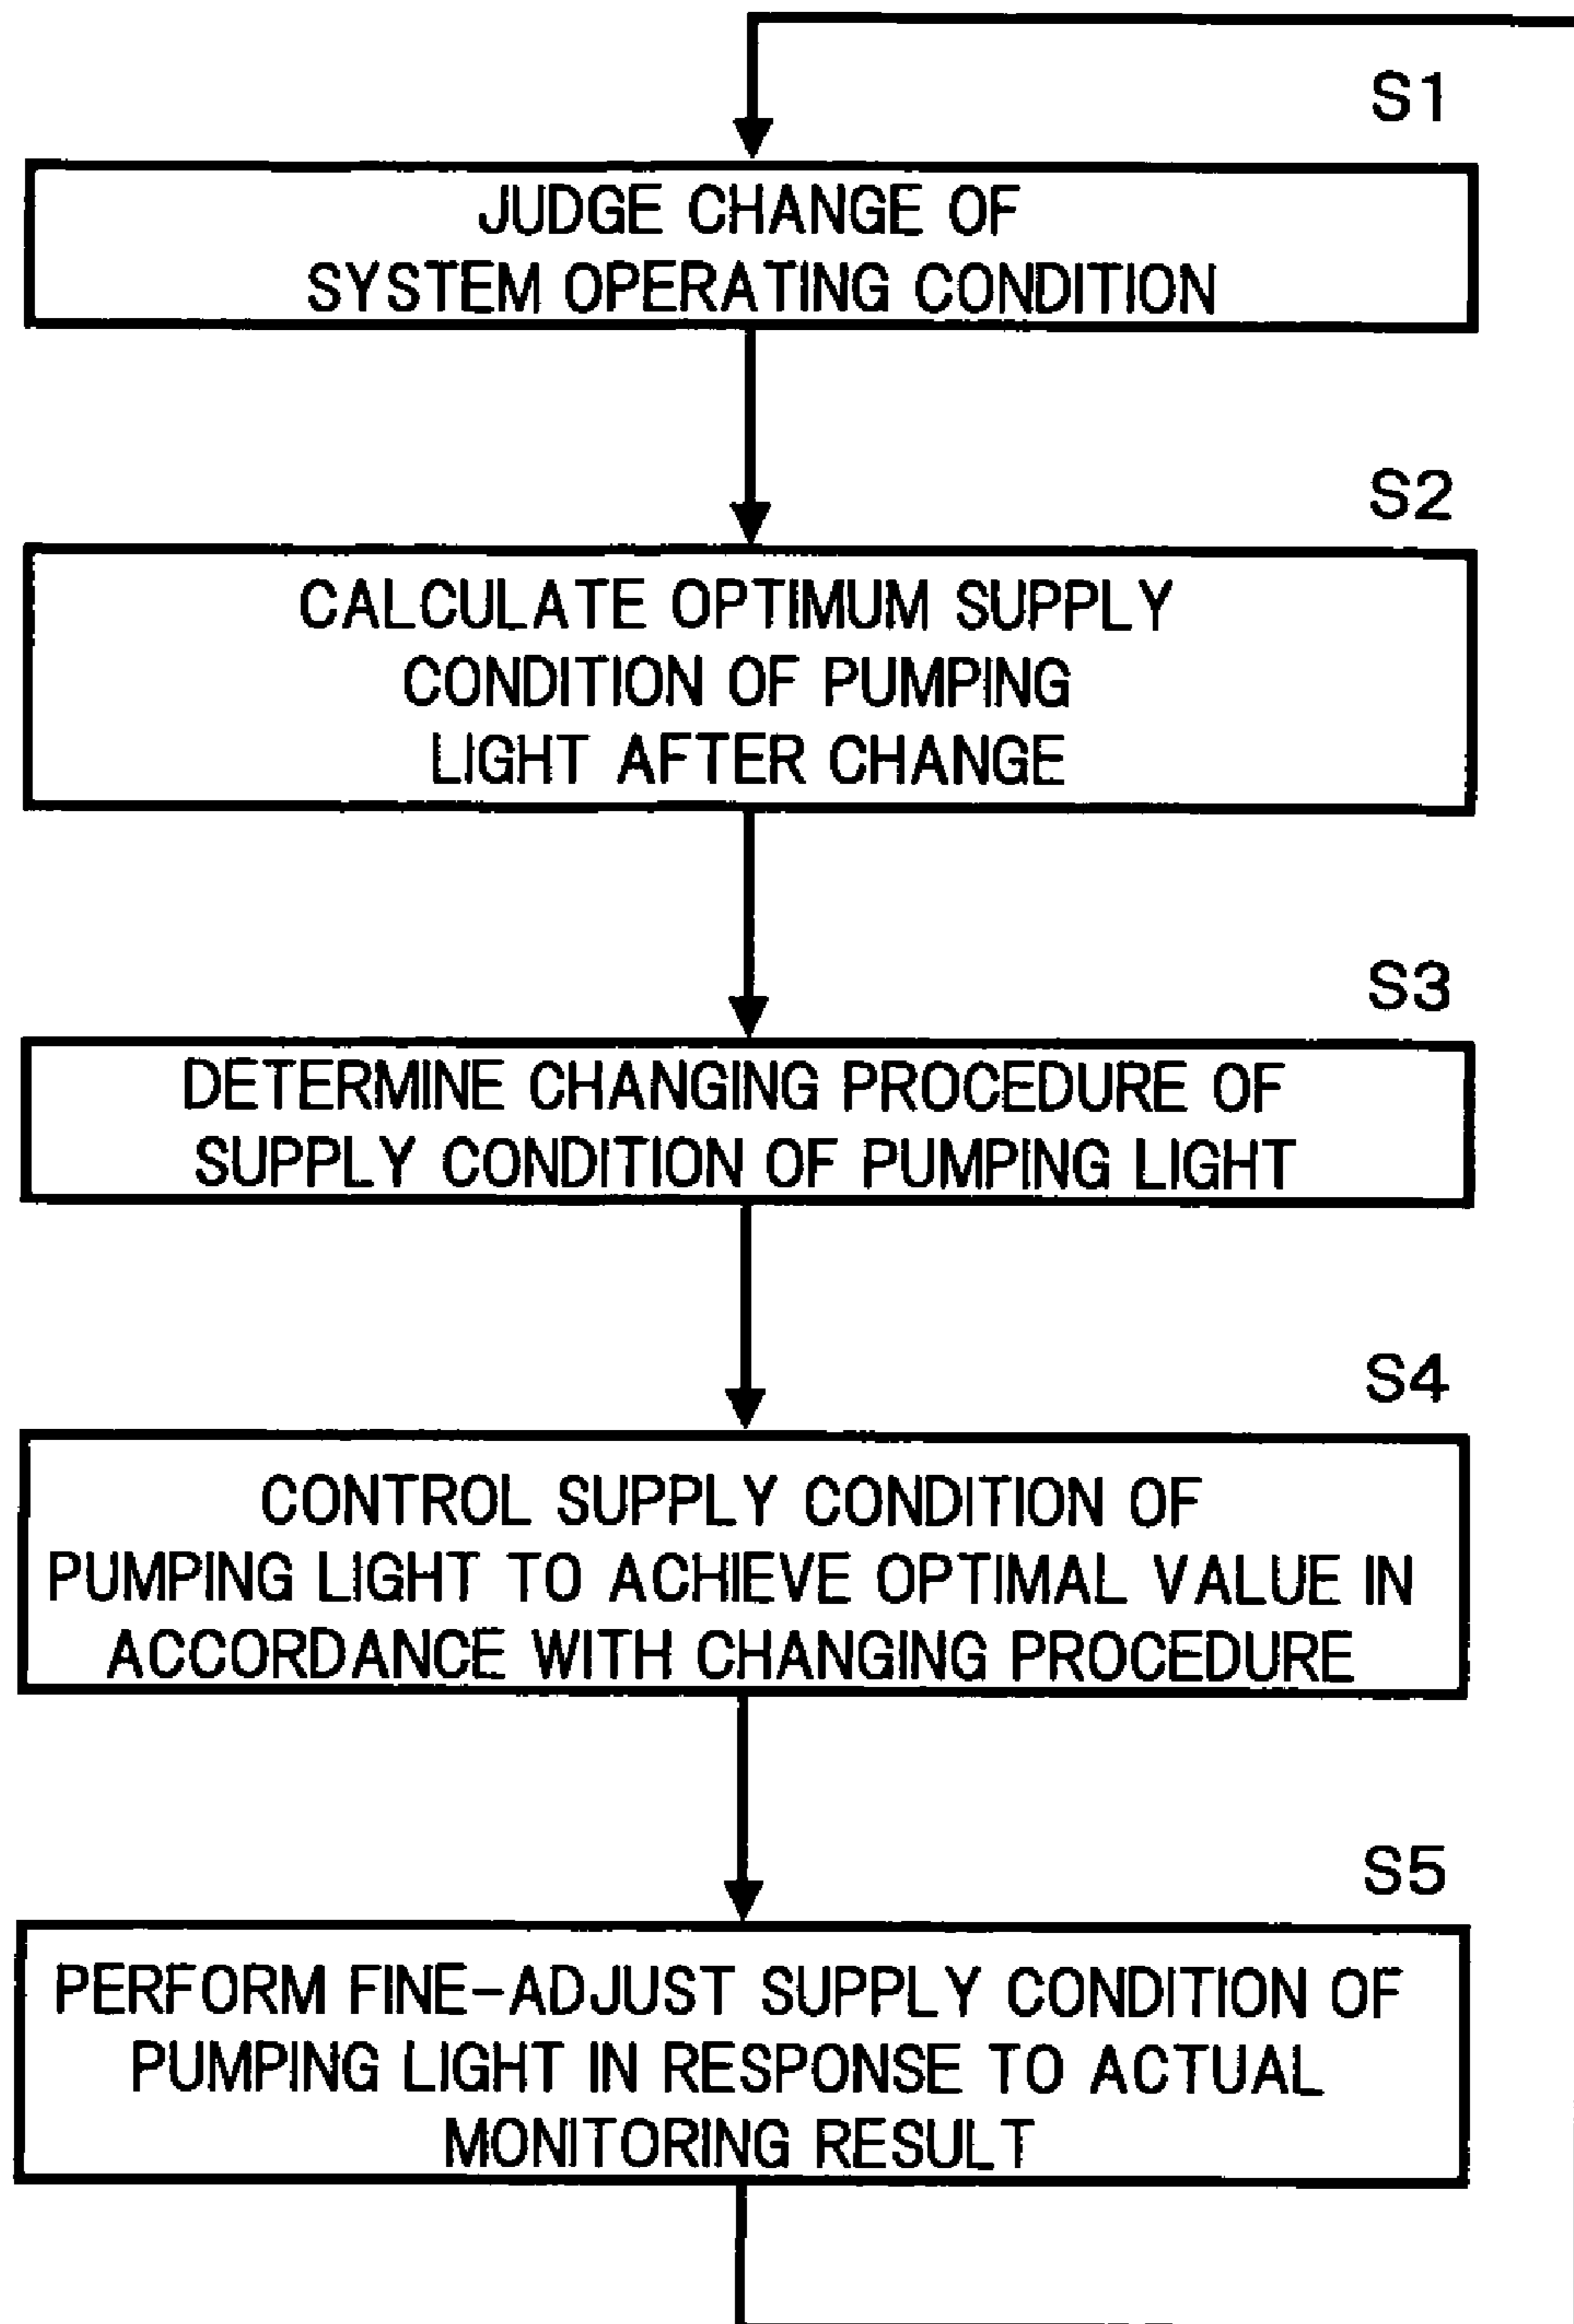 S1
JUDGE CHANGE OF
SYSTEM OPERATING CONDITION
S2
CALCULATE OPTIMUM SUPPLY
CONDITION OF PUMPING
LIGHT AFTER CHANGE
S3
DETERMINE CHANGING PROCEDURE OF
SUPPLY CONDITION OF PUMPING LIGHT
S4
CONTROL SUPPLY CONDITION OF
PUMPING LIGHT TO ACHIEVE OPTIMAL VALUE IN
ACCORDANCE WITH CHANGING PROCEDURE
S5
PERFORM FINE-ADJUST SUPPLY CONDITION OF
PUMPING LIGHT IN RESPONSE TO ACTUAL
MONITORING RESULT